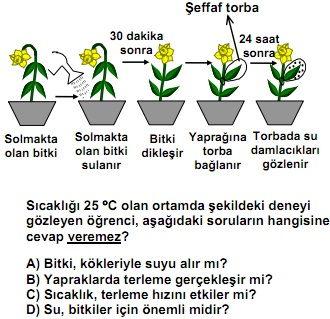 Şeffaf torba
30 dakika
sonra
24 saat
sonra
Solmakta
olan bitki
Solmakta
olan bitki
sulanır
Bitki
dikleşir
Yaprağına
torba
bağlanır
Torbada su
damlacıkları
gözlenir
Sıcaklığı 25 ºC olan ortamda şekildeki deneyi
gözleyen öğrenci, aşağıdaki soruların hangisine
cevap veremez?
A) Bitki, kökleriyle suyu alır mı?
B) Yapraklarda terleme gerçekleşir mi?
C) Sıcaklık, terleme hızını etkiler mi?
D) Su, bitkiler için önemli midir?